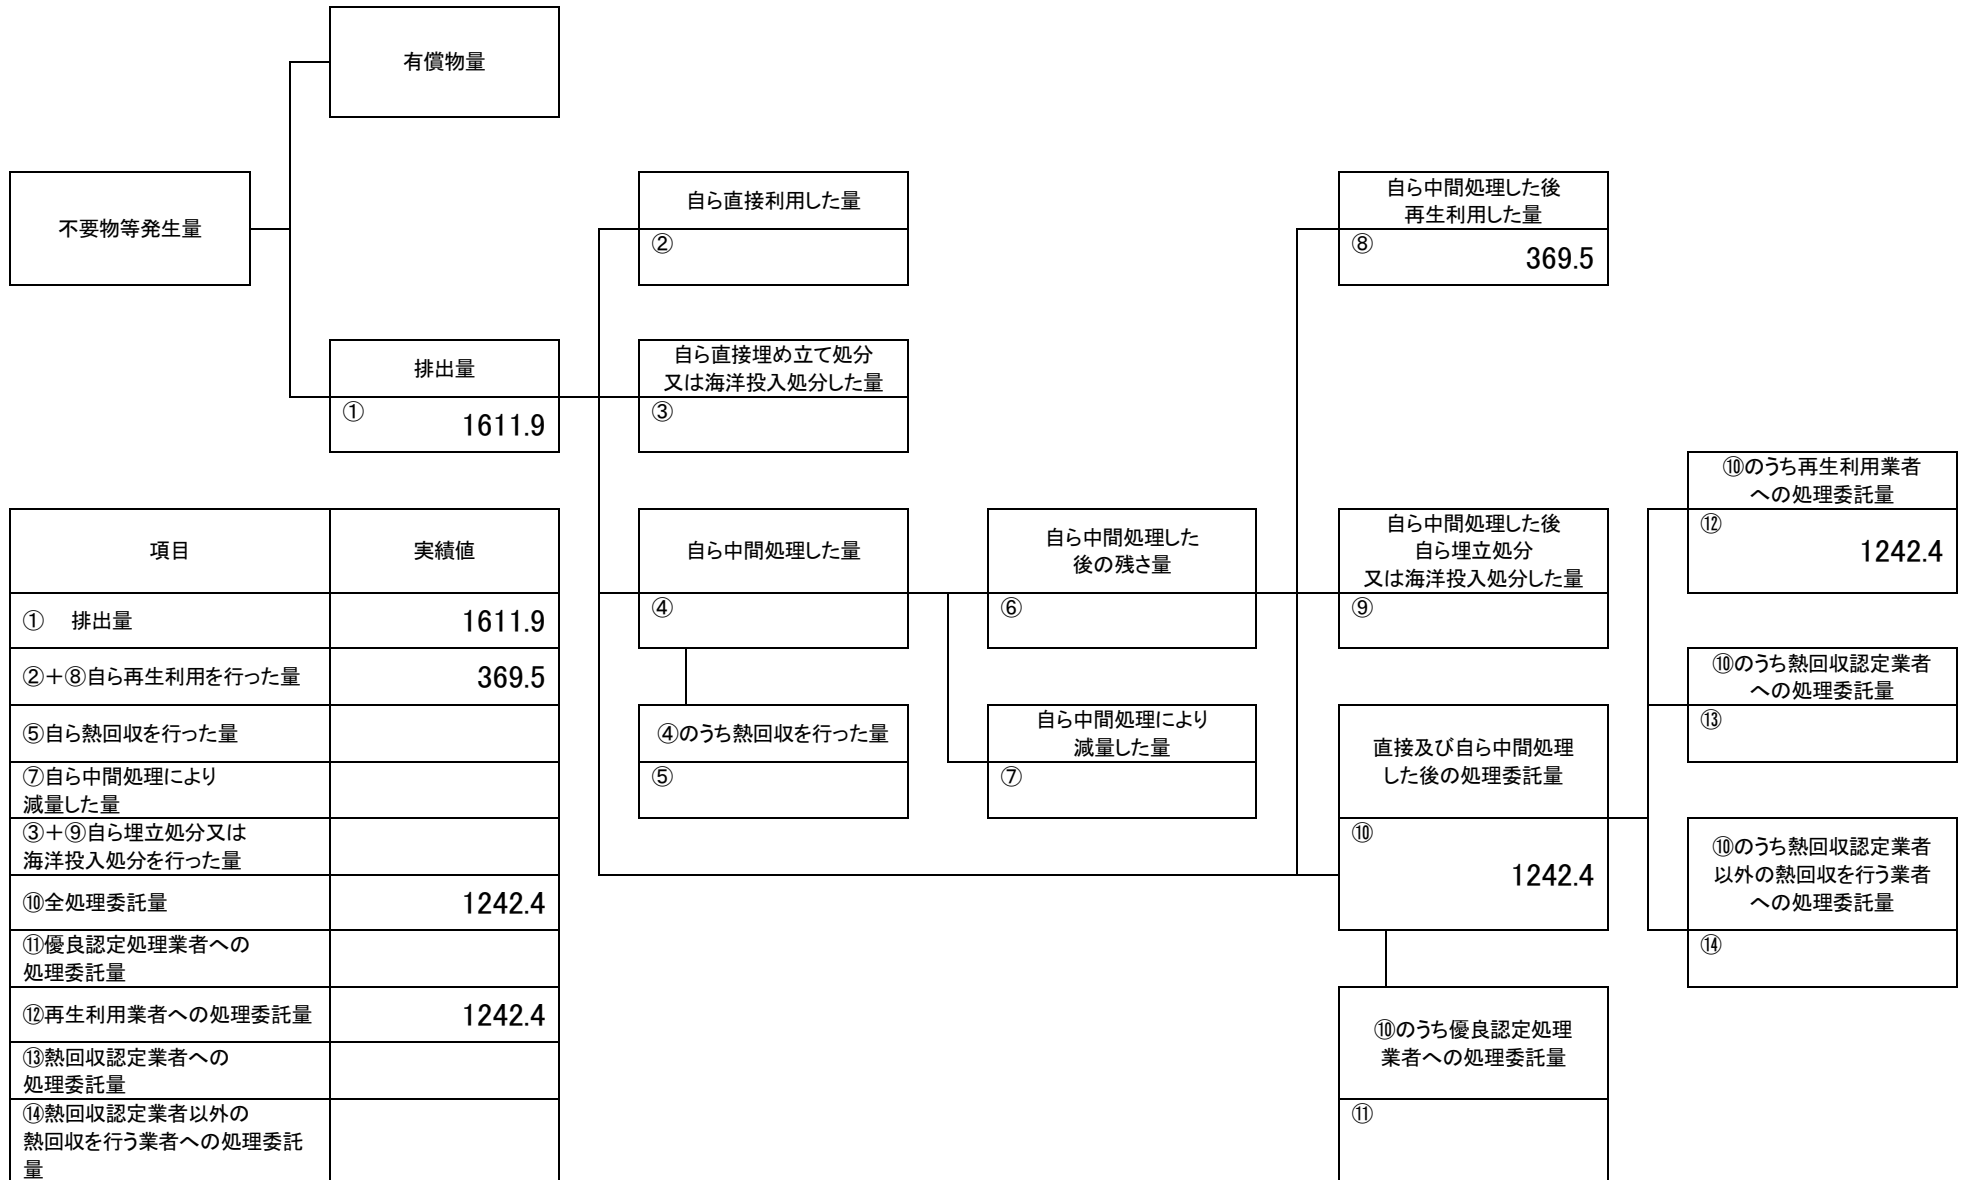 有償物量
不要物等発生量
自ら直接利用した量
②
自ら中間処理した後
再生利用した量
⑧
369.5
排出量
①
1611.9
自ら直接埋め立て処分
又は海洋投入処分した量
③
⑩のうち再生利用業者
への処理委託量
⑫
1242.4
自ら中間処理した量
④
自ら中間処理した
後の残さ量
⑥
自ら中間処理した後
自ら埋立処分
又は海洋投入処分した量
⑨
⑩のうち熱回収認定業者
への処理委託量
⑬
④のうち熱回収を行った量
⑤
自ら中間処理により
減量した量
⑦
直接及び自ら中間処理
した後の処理委託量
⑩
1242.4
⑩のうち熱回収認定業者
以外の熱回収を行う業者
への処理委託量
⑭
⑩のうち優良認定処理
業者への処理委託量
⑪
項目 実績値
① 排出量 1611.9
②+⑧自ら再生利用を行った量 369.5
⑤自ら熱回収を行った量
⑦自ら中間処理により
減量した量
③+⑨自ら埋立処分又は
海洋投入処分を行った量
⑩全処理委託量 1242.4
⑪優良認定処理業者への
処理委託量
⑫再生利用業者への処理委託量 1242.4
⑬熱回収認定業者への
処理委託量
⑭熱回収認定業者以外の
熱回収を行う業者への処理委託
量